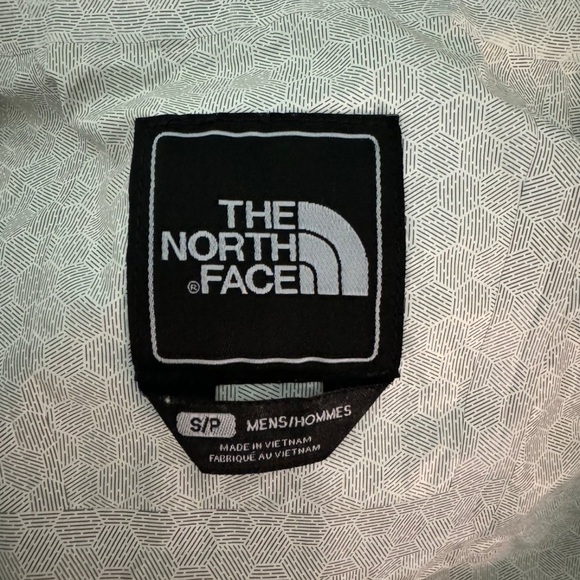 THE
NORTH
® FACE
S/P MENS/HOMMES
MADE IN VIETNAM
FABRIQUÉ AU VIETNAM